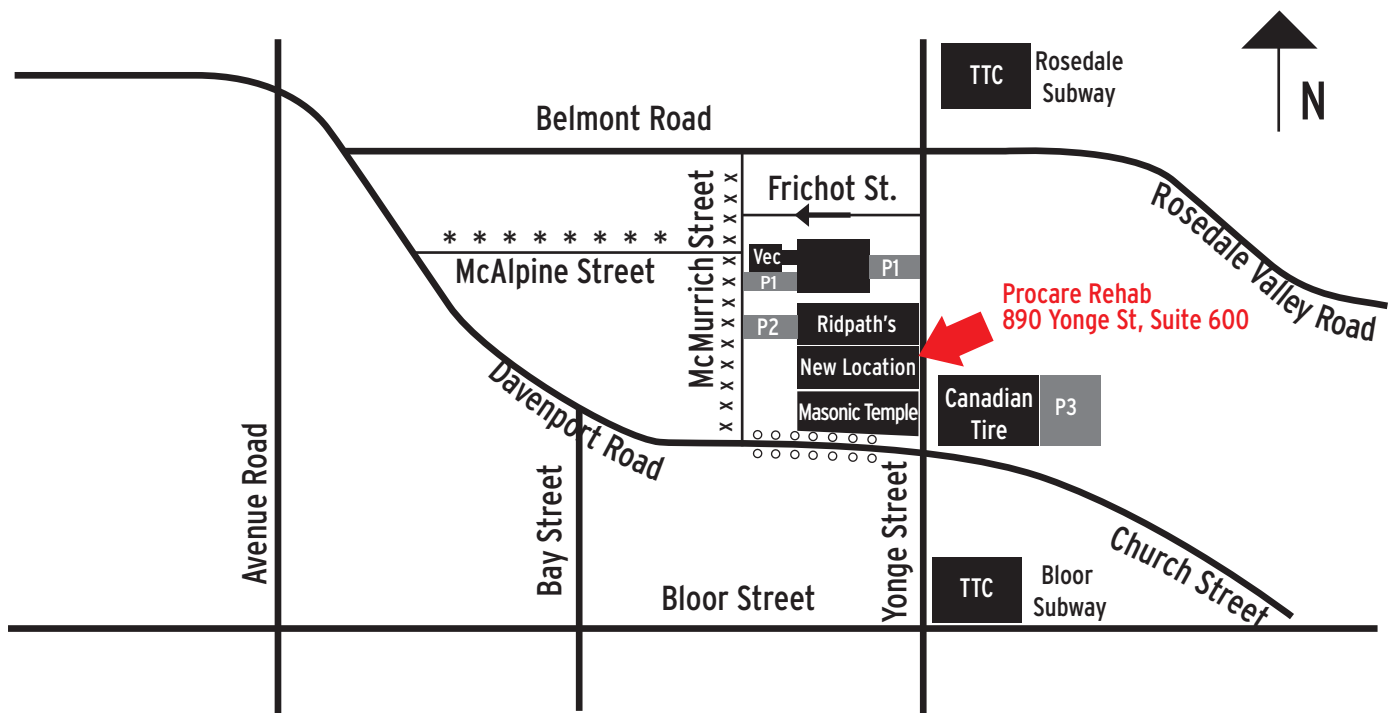 TTC
Rosedale
Subway
N
Belmont Road
Frichot St.
Rosedale Valley Road
McMurrich Street
* * * * * * * *
McAlpine Street
Vec
P1
P1
Procare Rehab
890 Yonge St, Suite 600
P2
Ridpath's
New Location
Masonic Temple
Canadian
Tire
P3
Davenport Road
Avenue Road
Bay Street
Yonge Street
Church Street
Bloor Street
TTC
Bloor
Subway